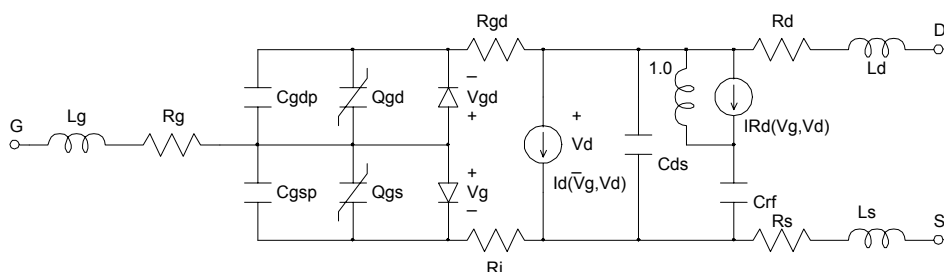 Rgd
Rd
D
Ld
1.0
Cgdp
Qgd
–
Vgd
+
IRd(Vg,Vd)
Lg
Rg
G
+
Vd
–
Id(Vg,Vd)
Cds
Cgsp
Qgs
+
Vg
–
Crf
Rs
Ls
S
Ri